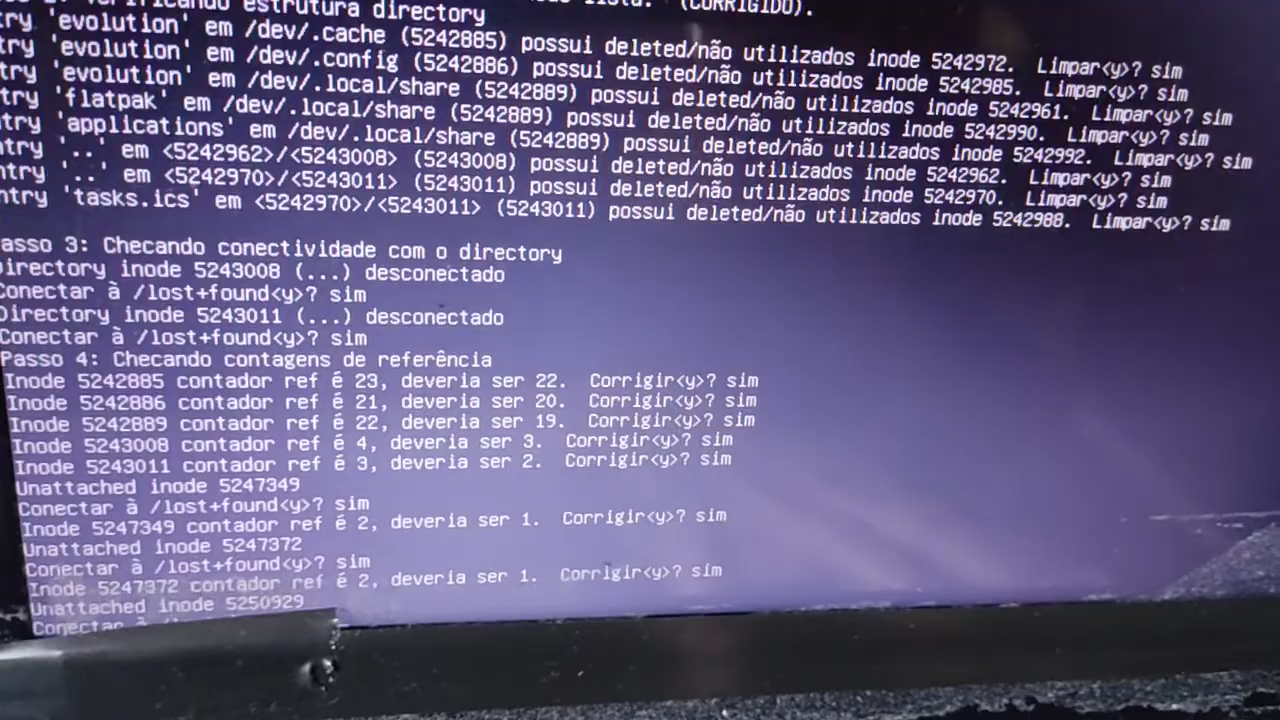 estrutura directory (CORRIGIDO).
try 'evolution' em /dev/.cache (5242885) possui deleted/não utilizados inode 5242972.  Limpar<y>? sim
try 'evolution' em /dev/.config (5242886) possui deleted/não utilizados inode 5242985.  Limpar<y>? sim
try 'evolution' em /dev/.local/share (5242889) possui deleted/não utilizados inode 5242961.  Limpar<y>? sim
try 'flatpak' em /dev/.local/share (5242889) possui deleted/não utilizados inode 5242990.  Limpar<y>? sim
ntry 'applications' em /dev/.local/share (5242889) possui deleted/não utilizados inode 5242992.  Limpar<y>? sim
ntry '..' em <5242962>/<5243008> (5243008) possui deleted/não utilizados inode 5242962.  Limpar<y>? sim
ntry '..' em <5242970>/<5243011> (5243011) possui deleted/não utilizados inode 5242970.  Limpar<y>? sim
ntry 'tasks.ics' em <5242970>/<5243011> (5243011) possui deleted/não utilizados inode 5242988.  Limpar<y>? sim
asso 3: Checando conectividade com o directory
Directory inode 5243008 (...) desconectado
Conectar à /lost+found<y>? sim
Directory inode 5243011 (...) desconectado
Conectar à /lost+found<y>? sim
Passo 4: Checando contagens de referência
Inode 5242885 contador ref é 23, deveria ser 22.  Corrigir<y>? sim
Inode 5242886 contador ref é 21, deveria ser 20.  Corrigir<y>? sim
Inode 5242889 contador ref é 22, deveria ser 19.  Corrigir<y>? sim
Inode 5243008 contador ref é 4, deveria ser 3.  Corrigir<y>? sim
Inode 5243011 contador ref é 3, deveria ser 2.  Corrigir<y>? sim
Unattached inode 5247349
Conectar à /lost+found<y>? sim
Inode 5247349 contador ref é 2, deveria ser 1.  Corrigir<y>? sim
Unattached inode 5247372
Conectar à /lost+found<y>? sim
Inode 5247372 contador ref é 2, deveria ser 1.  Corrigir<y>? sim
Unattached inode 5250929
Conectar à